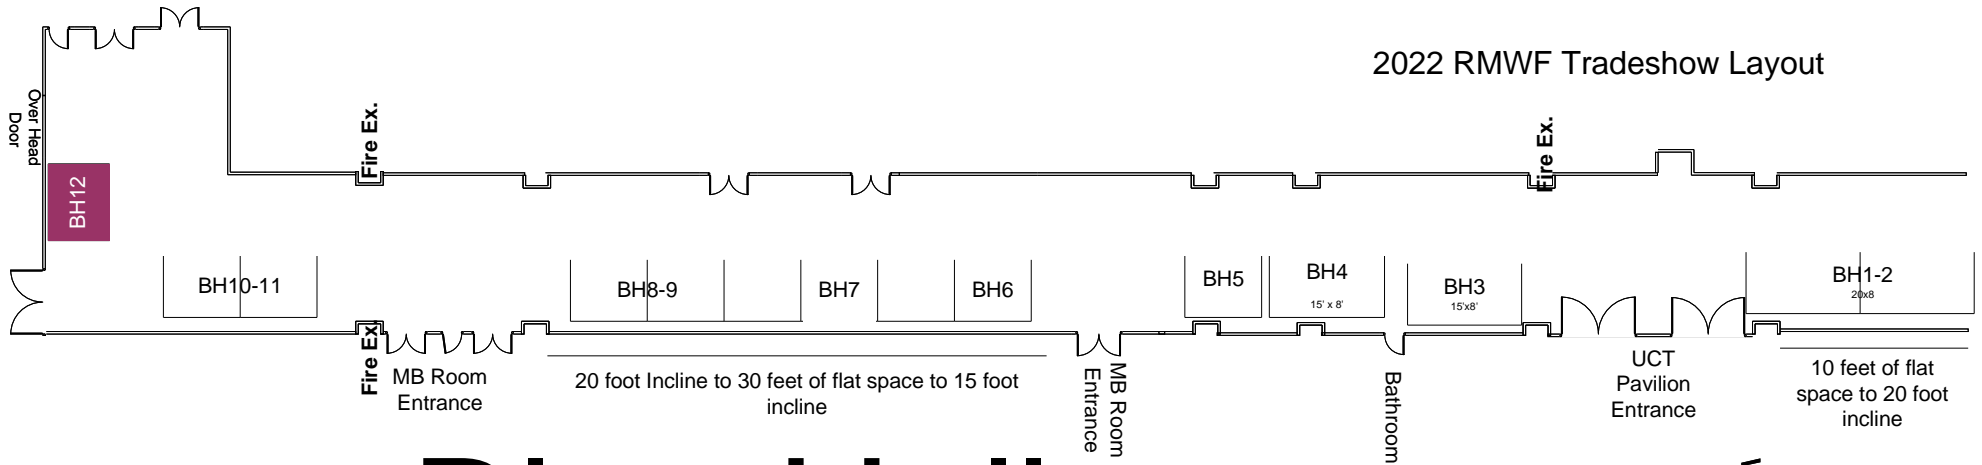 2022 RMWF Tradeshow Layout
Over Head
Door
Fire Ex.
Fire Ex.
BH12
BH10-11
BH8-9
BH7
BH6
BH5
BH4
15' x 8'
BH3
15'x8'
BH1-2
20x8
Fire Ex.
MB Room
Entrance
20 foot Incline to 30 feet of flat space to 15 foot
incline
MB Room
Entrance
Bathroom
UCT
Pavilion
Entrance
10 feet of flat
space to 20 foot
incline